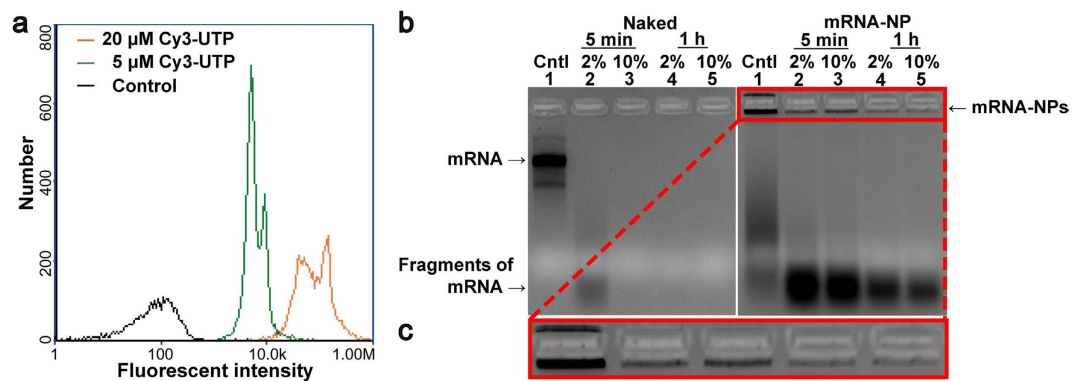 a
800
600
400
200
0
Number
20 µM Cy3-UTP
5 µM Cy3-UTP
Control
1
100
10.0k
1.00M
Fluorescent intensity
b
Naked
mRNA-NP
5 min
1 h
5 min
1 h
Cntl 2% 10% 2% 10%
1 2 3 4 5
Cntl 2% 10% 2% 10%
1 2 3 4 5
← mRNA-NPs
mRNA →
Fragments of
mRNA →
c